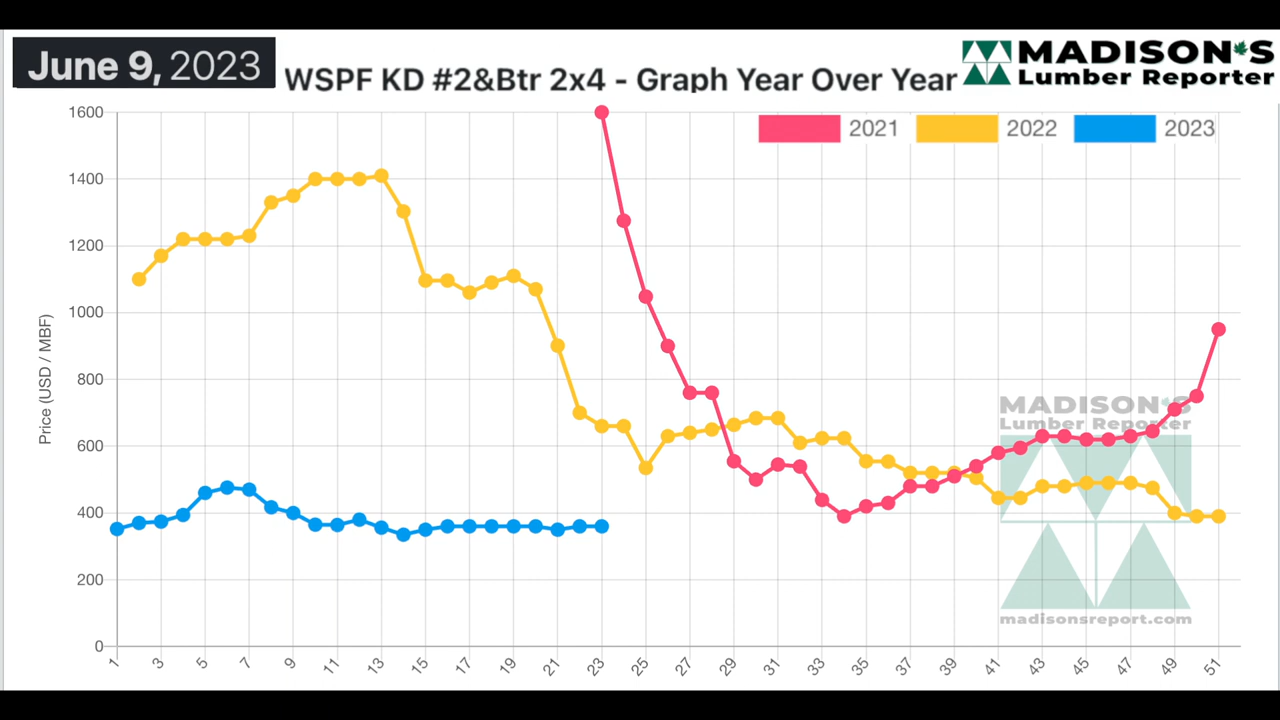 June 9, 2023
WSPF KD #2&Btr 2x4 - Graph Year Over Year
MADISON'S
Lumber Reporter
2021
2022
2023
Price (USD / MBF)
1600
1400
1200
1000
800
600
400
200
0
1 3 5 7 9 11 13 15 17 19 21 23 25 27 29 31 33 35 37 39 41 43 45 47 49 51
MADISON'S
Lumber Reporter
madisonsreport.com